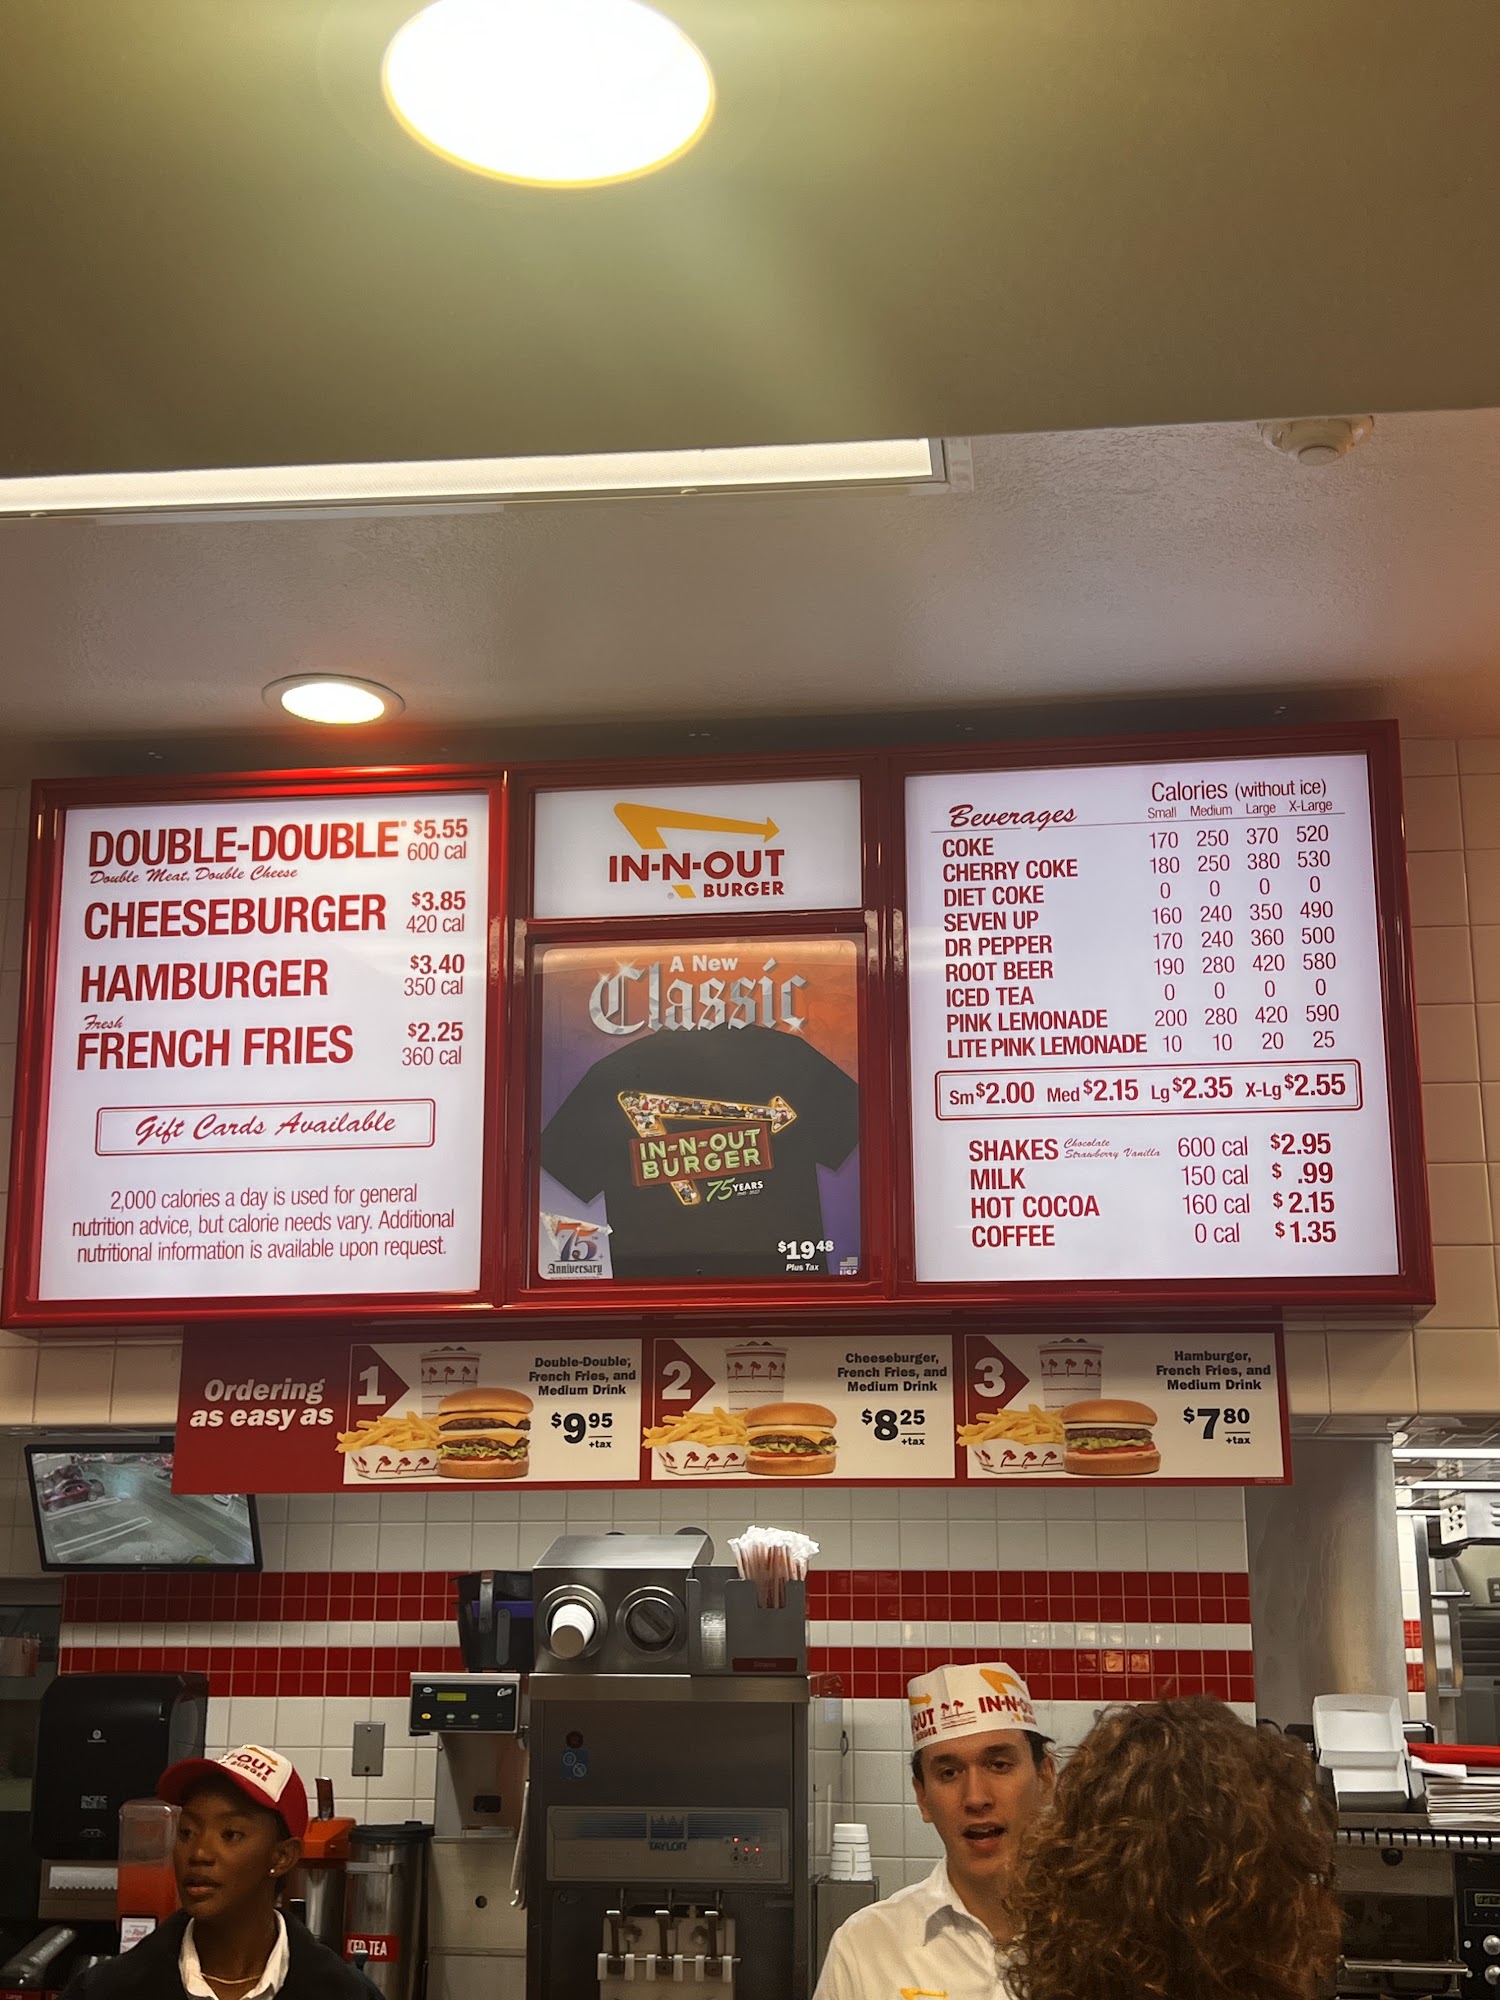 DOUBLE-DOUBLE® $5.55
Double Meat, Double Cheese 600 cal
CHEESEBURGER $3.85
420 cal
HAMBURGER $3.40
350 cal
Fresh
FRENCH FRIES $2.25
360 cal
Gift Cards Available
2,000 calories a day is used for general
nutrition advice, but calorie needs vary. Additional
nutritional information is available upon request.
IN-N-OUT
BURGER
A New
Classic
IN-N-OUT
BURGER
75 YEARS
75
Anniversary
$19 48
Plus Tax
USA
Calories (without ice)
Beverages Small Medium Large X-Large
COKE 170 250 370 520
CHERRY COKE 180 250 380 530
DIET COKE 0 0 0 0
SEVEN UP 160 240 350 490
DR PEPPER 170 240 360 500
ROOT BEER 190 280 420 580
ICED TEA 0 0 0 0
PINK LEMONADE 200 280 420 590
LITE PINK LEMONADE 10 10 20 25
Sm $2.00 Med $2.15 Lg $2.35 X-Lg $2.55
SHAKES Chocolate Strawberry Vanilla 600 cal $2.95
MILK 150 cal $ .99
HOT COCOA 160 cal $2.15
COFFEE 0 cal $1.35
Ordering
as easy as
1
Double-Double,
French Fries, and
Medium Drink
$9 95
+tax
2
Cheeseburger,
French Fries, and
Medium Drink
$8 25
+tax
3
Hamburger,
French Fries, and
Medium Drink
$7 80
+tax
TAYLOR
ICED TEA